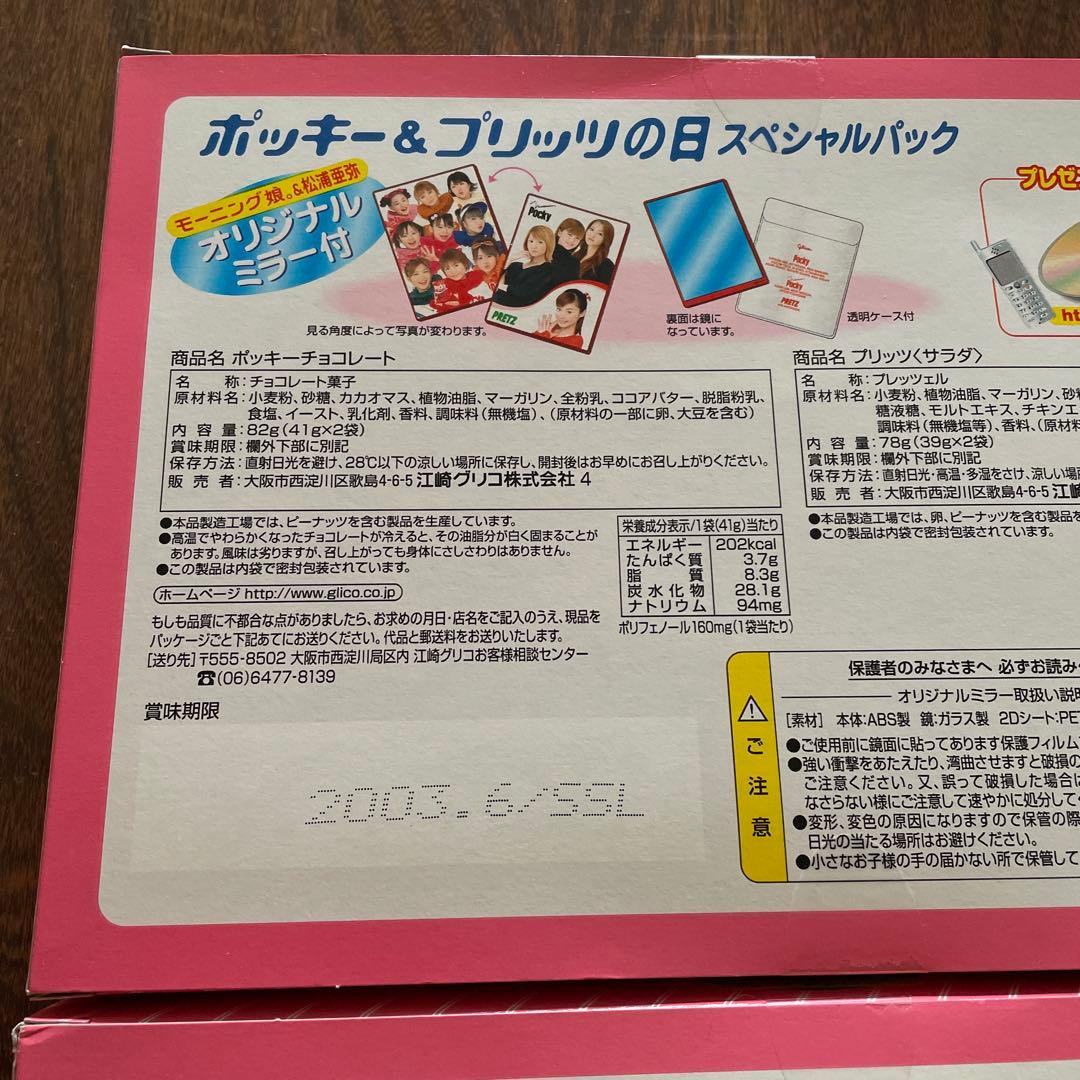 ポッキー&プリッツの日 スペシャルパック
モーニング娘。&松浦亜弥
オリジナル
ミラー付
Pocky
PRETZ
Glico
Pocky
PRETZ
見る角度によって写真が変わります。
裏面は鏡に
なっています。
透明ケース付
プレゼ
商品名 ポッキーチョコレート
名 称:チョコレート菓子
原材料名:小麦粉、砂糖、カカオマス、植物油脂、マーガリン、全粉乳、ココアバター、脱脂粉乳、
食塩、イースト、乳化剤、香料、調味料(無機塩)、(原材料の一部に卵、大豆を含む)
内 容 量:82g(41g×2袋)
賞味期限:欄外下部に別記
保存方法:直射日光を避け、28℃以下の涼しい場所に保存し、開封後はお早めにお召し上がりください。
販 売 者:大阪市西淀川区歌島4-6-5 江崎グリコ株式会社 4
●本品製造工場では、ピーナッツを含む製品を生産しています。
●高温でやわらかくなったチョコレートが冷えると、その油脂分が白く固まることが
あります。風味は劣りますが、召し上がっても身体にさしさわりはありません。
●この製品は内袋で密封包装されています。
ホームページ http://www.glico.co.jp
もしも品質に不都合な点がありましたら、お求めの月日・店名をご記入のうえ、現品を
パッケージごと下記あてにお送りください。代品と郵送料をお送りいたします。
[送り先]〒555-8502 大阪市西淀川局区内 江崎グリコお客様相談センター
☎(06)6477-8139
栄養成分表示/1袋(41g)当たり
エネルギー 202kcal
たんぱく質 3.7g
脂 質 8.3g
炭水化物 28.1g
ナトリウム 94mg
ポリフェノール160mg(1袋当たり)
商品名 プリッツ〈サラダ〉
名 称:プレッツェル
原材料名:小麦粉、植物油脂、マーガリン、砂糖
糖液糖、モルトエキス、チキンエ
調味料(無機塩等)、香料、(原材料
内 容 量:78g(39g×2袋)
賞味期限:欄外下部に別記
保存方法:直射日光・高温・多湿をさけ、涼しい場所
販 売 者:大阪市西淀川区歌島4-6-5 江崎
●本品製造工場では、卵、ピーナッツを含む製品を
●この製品は内袋で密封包装されています。
賞味期限
2003.6/SSL
ご注意
保護者のみなさまへ 必ずお読み
オリジナルミラー取扱い説明
[素材] 本体:ABS製 鏡:ガラス製 2Dシート:PET
●ご使用前に鏡面に貼ってあります保護フィルム
●強い衝撃をあたえたり、湾曲させますと破損の
ご注意ください。又、誤って破損した場合に
なさらない様にご注意して速やかに処分して
●変形、変色の原因になりますので保管の際
日光の当たる場所はお避けください。
●小さなお子様の手の届かない所で保管して